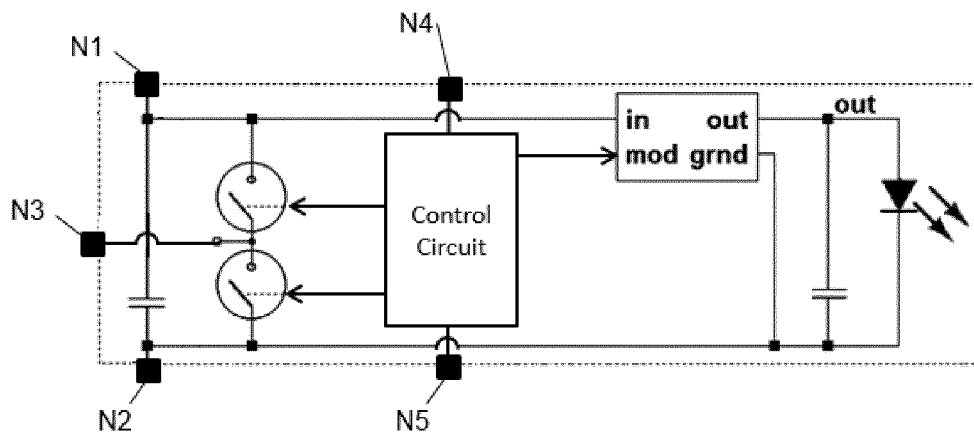 N1
N4
in out
out
mod grnd
N3
Control
Circuit
N2
N5